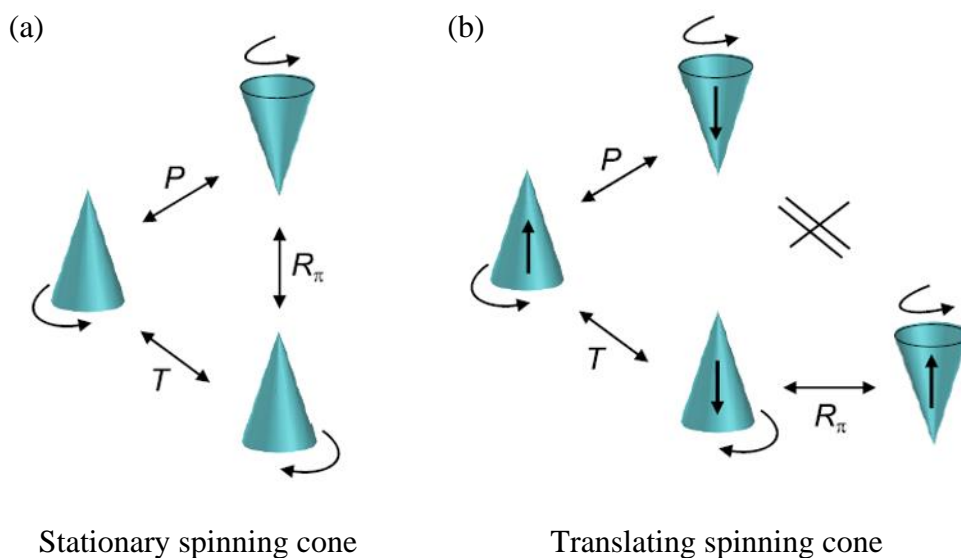 (a)
(b)
P
R_π
T
P
T
R_π
Stationary spinning cone
Translating spinning cone